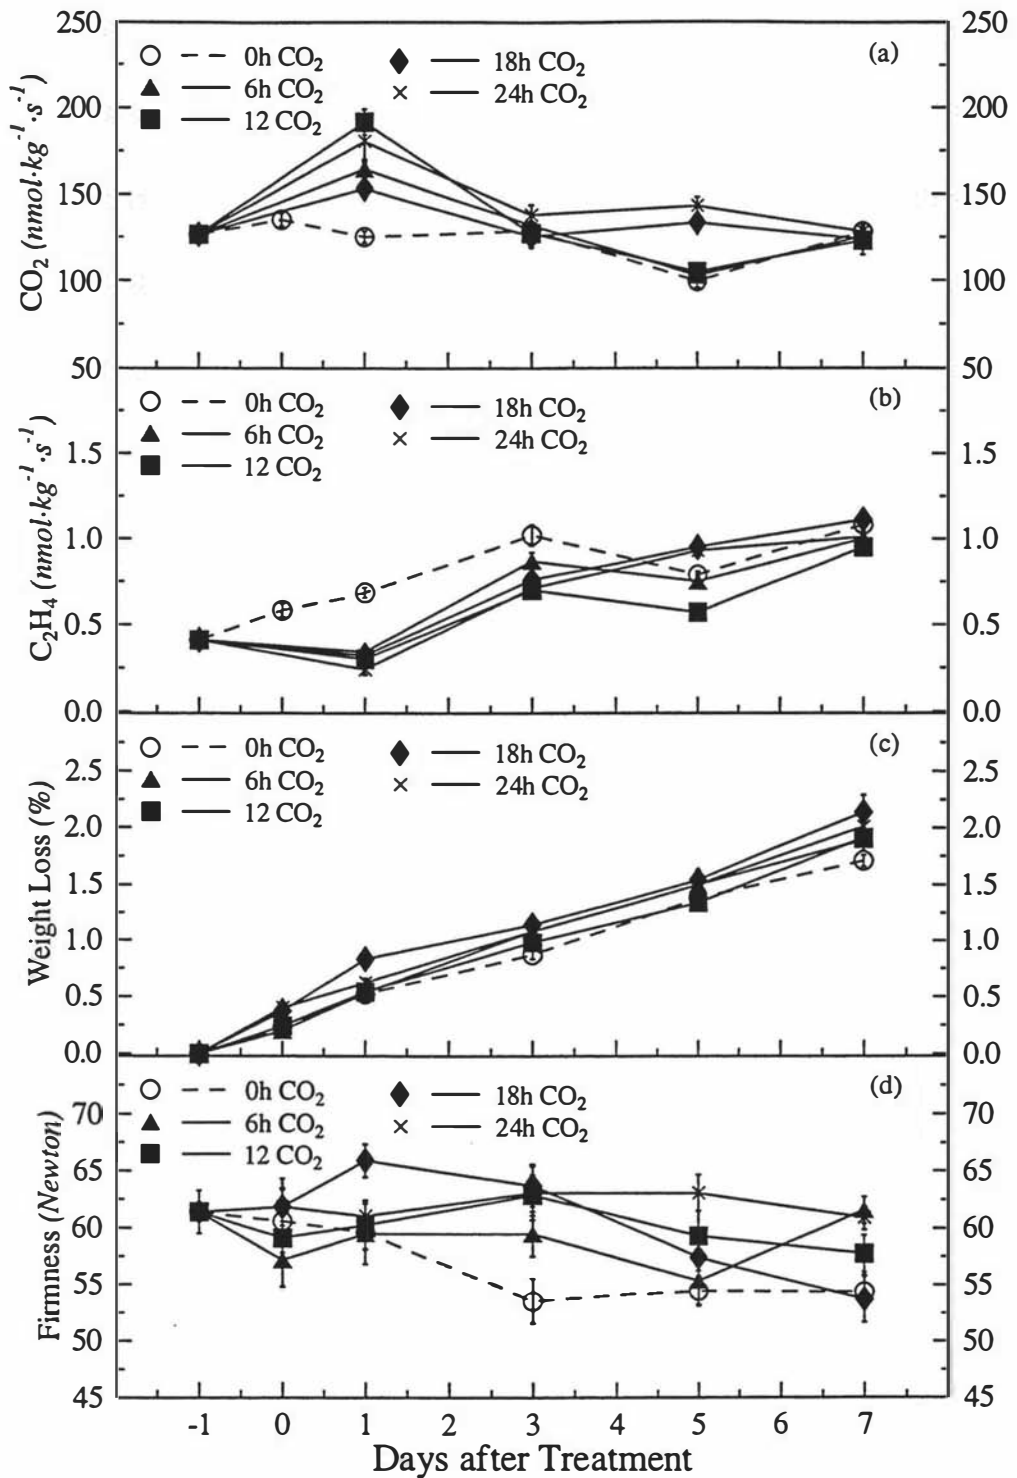 250 250
0h CO₂ 18h CO₂ (a)
6h CO₂ 24h CO₂
12 CO₂
200 200
150 150
100 100
50 50
CO₂ (nmol·kg⁻¹·s⁻¹)
0h CO₂ 18h CO₂ (b)
6h CO₂ 24h CO₂
12 CO₂
1.5 1.5
1.0 1.0
0.5 0.5
0.0 0.0
C₂H₄ (nmol·kg⁻¹·s⁻¹)
0h CO₂ 18h CO₂ (c)
6h CO₂ 24h CO₂
12 CO₂
2.5 2.5
2.0 2.0
1.5 1.5
1.0 1.0
0.5 0.5
0.0 0.0
Weight Loss (%)
0h CO₂ 18h CO₂ (d)
6h CO₂ 24h CO₂
12 CO₂
70 70
65 65
60 60
55 55
50 50
45 45
Firmness (Newton)
-1 0 1 3 5 7
Days after Treatment